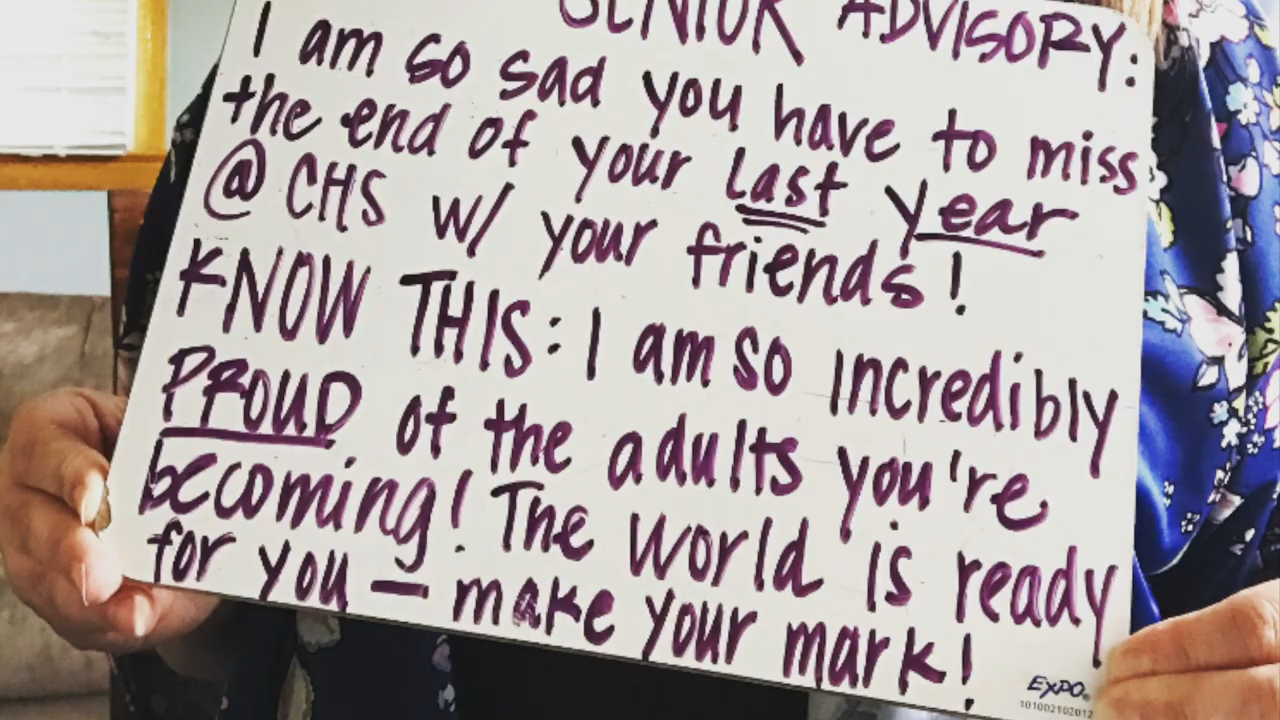 SENIOR ADVISORY:
I am so sad you have to miss
the end of your last year
@ CHS w/ your friends!
KNOW THIS: I am so incredibly
PROUD of the adults you're
becoming! The world is ready
for you — make your mark!
EXPO®
101002102012